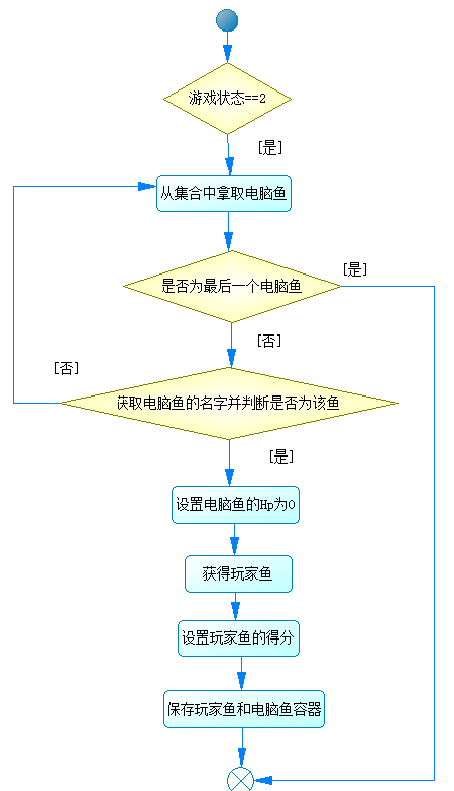 游戏状态==2
[是]
从集合中拿取电脑鱼
[是]
是否为最后一个电脑鱼
[否]
[否]
获取电脑鱼的名字并判断是否为该鱼
[是]
设置电脑鱼的Hp为0
获得玩家鱼
设置玩家鱼的得分
保存玩家鱼和电脑鱼容器